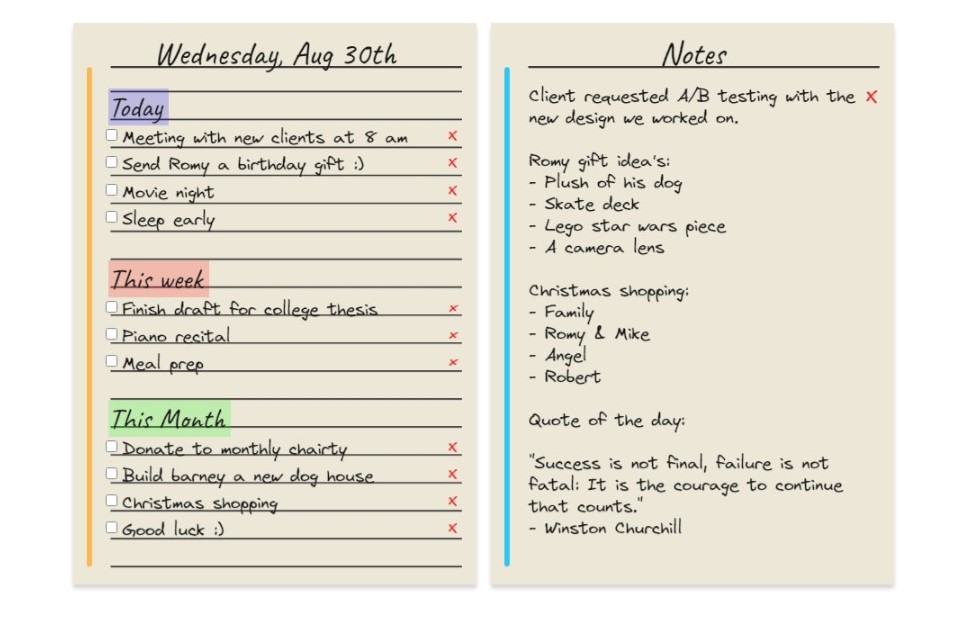 Wednesday, Aug 30th
Today
Meeting with new clients at 8 am x
Send Romy a birthday gift :) x
Movie night x
Sleep early x
This week
Finish draft for college thesis x
Piano recital x
Meal prep x
This Month
Donate to monthly chairty x
Build barney a new dog house x
Christmas shopping x
Good luck :) x
Notes
Client requested A/B testing with the x
new design we worked on.
Romy gift idea's:
- Plush of his dog
- Skate deck
- Lego star wars piece
- A camera lens
Christmas shopping:
- Family
- Romy & Mike
- Angel
- Robert
Quote of the day:
"Success is not final, failure is not
fatal: It is the courage to continue
that counts."
- Winston Churchill